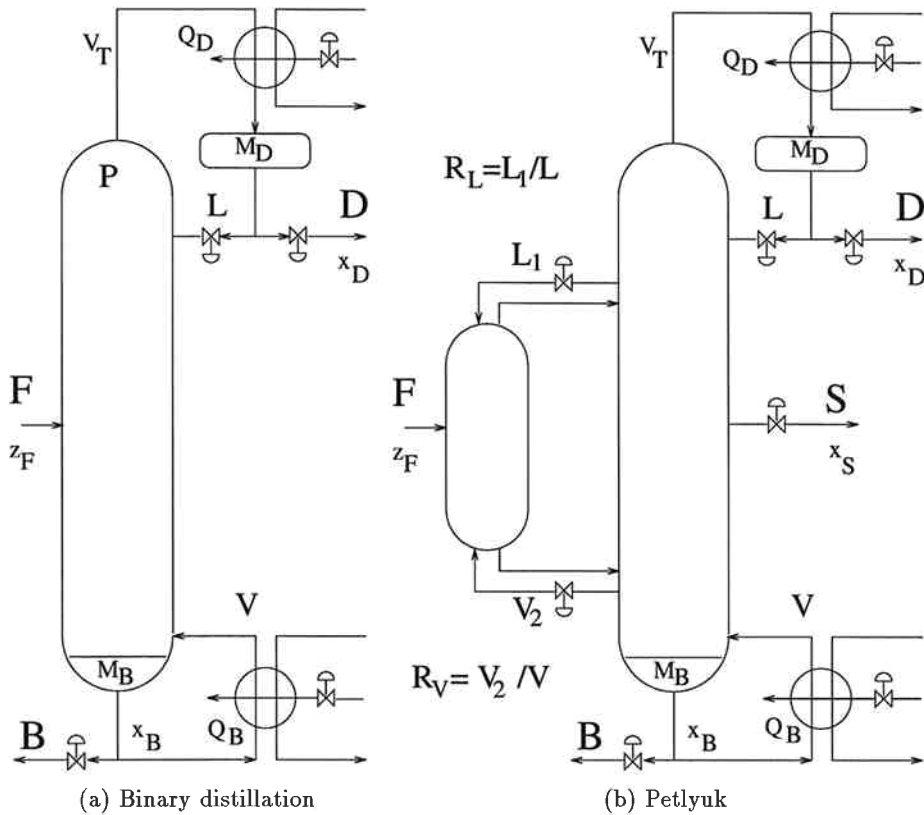 V_T
Q_D
M_D
P
L
D
x_D
F
z_F
V
M_B
Q_B
B
x_B
(a) Binary distillation
V_T
Q_D
M_D
R_L=L_1/L
L
D
x_D
L_1
F
z_F
S
x_S
V_2
V
R_V= V_2 /V
M_B
Q_B
B
x_B
(b) Petlyuk